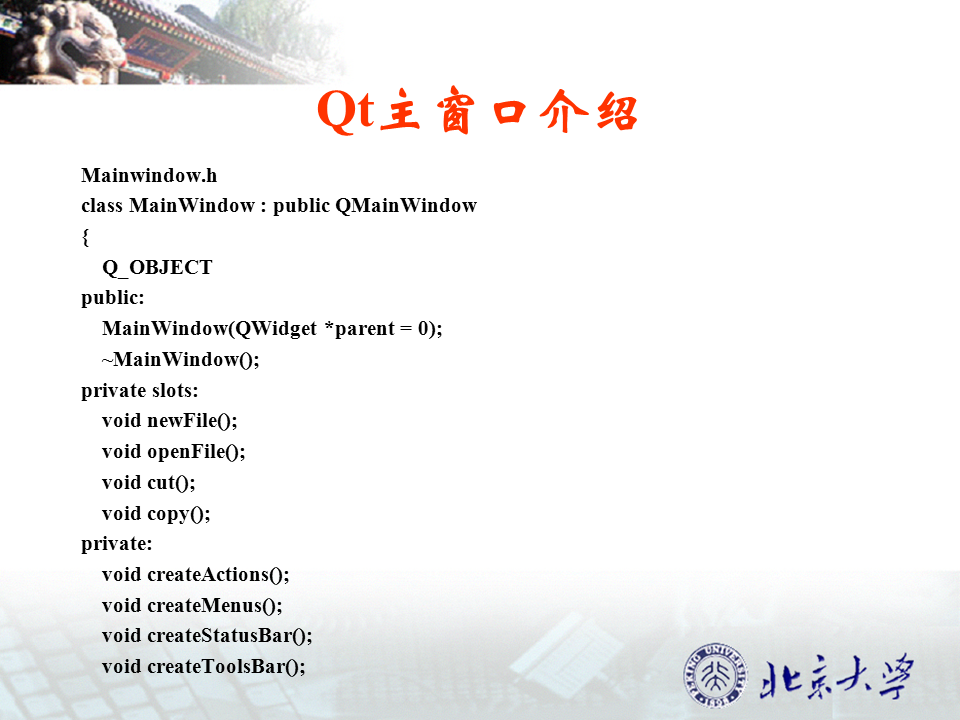 Qt主窗口介绍
Mainwindow.h
class MainWindow : public QMainWindow
{
Q_OBJECT
public:
MainWindow(QWidget *parent = 0);
~MainWindow();
private slots:
void newFile();
void openFile();
void cut();
void copy();
private:
void createActions();
void createMenus();
void createStatusBar();
void createToolsBar();
PEKING UNIVERSITY
1898
北京大学